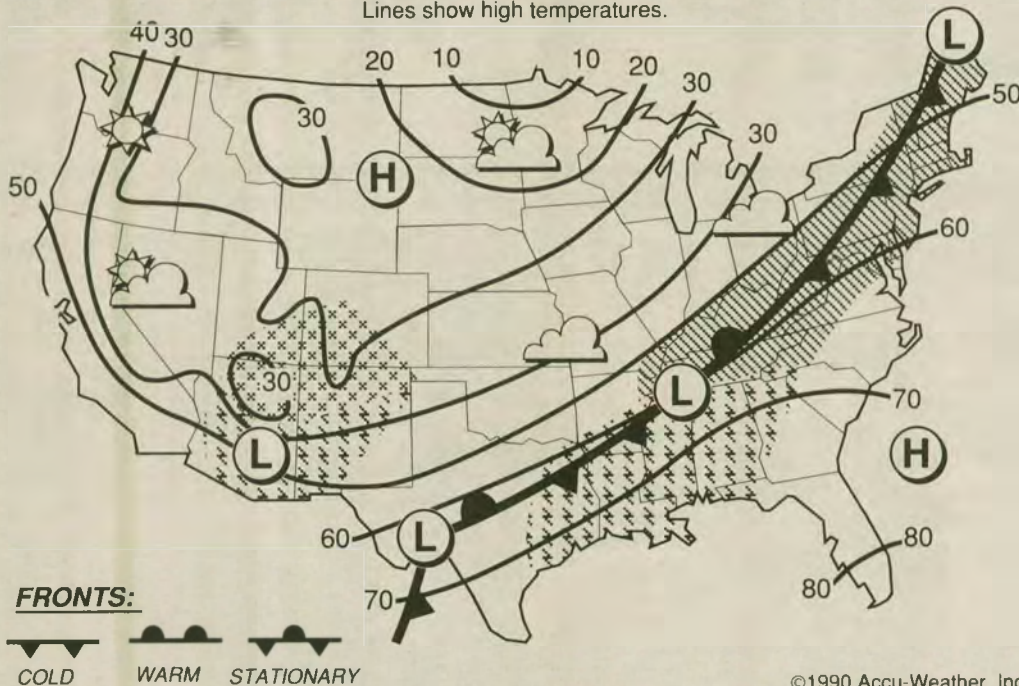 Lines show high temperatures.
40 30
20 10 10 20 30
30
30
50
50
H
L
60
30
L
L
70
H
60
L
80
70
80
FRONTS:
COLD WARM STATIONARY
©1990 Accu-Weather, Inc